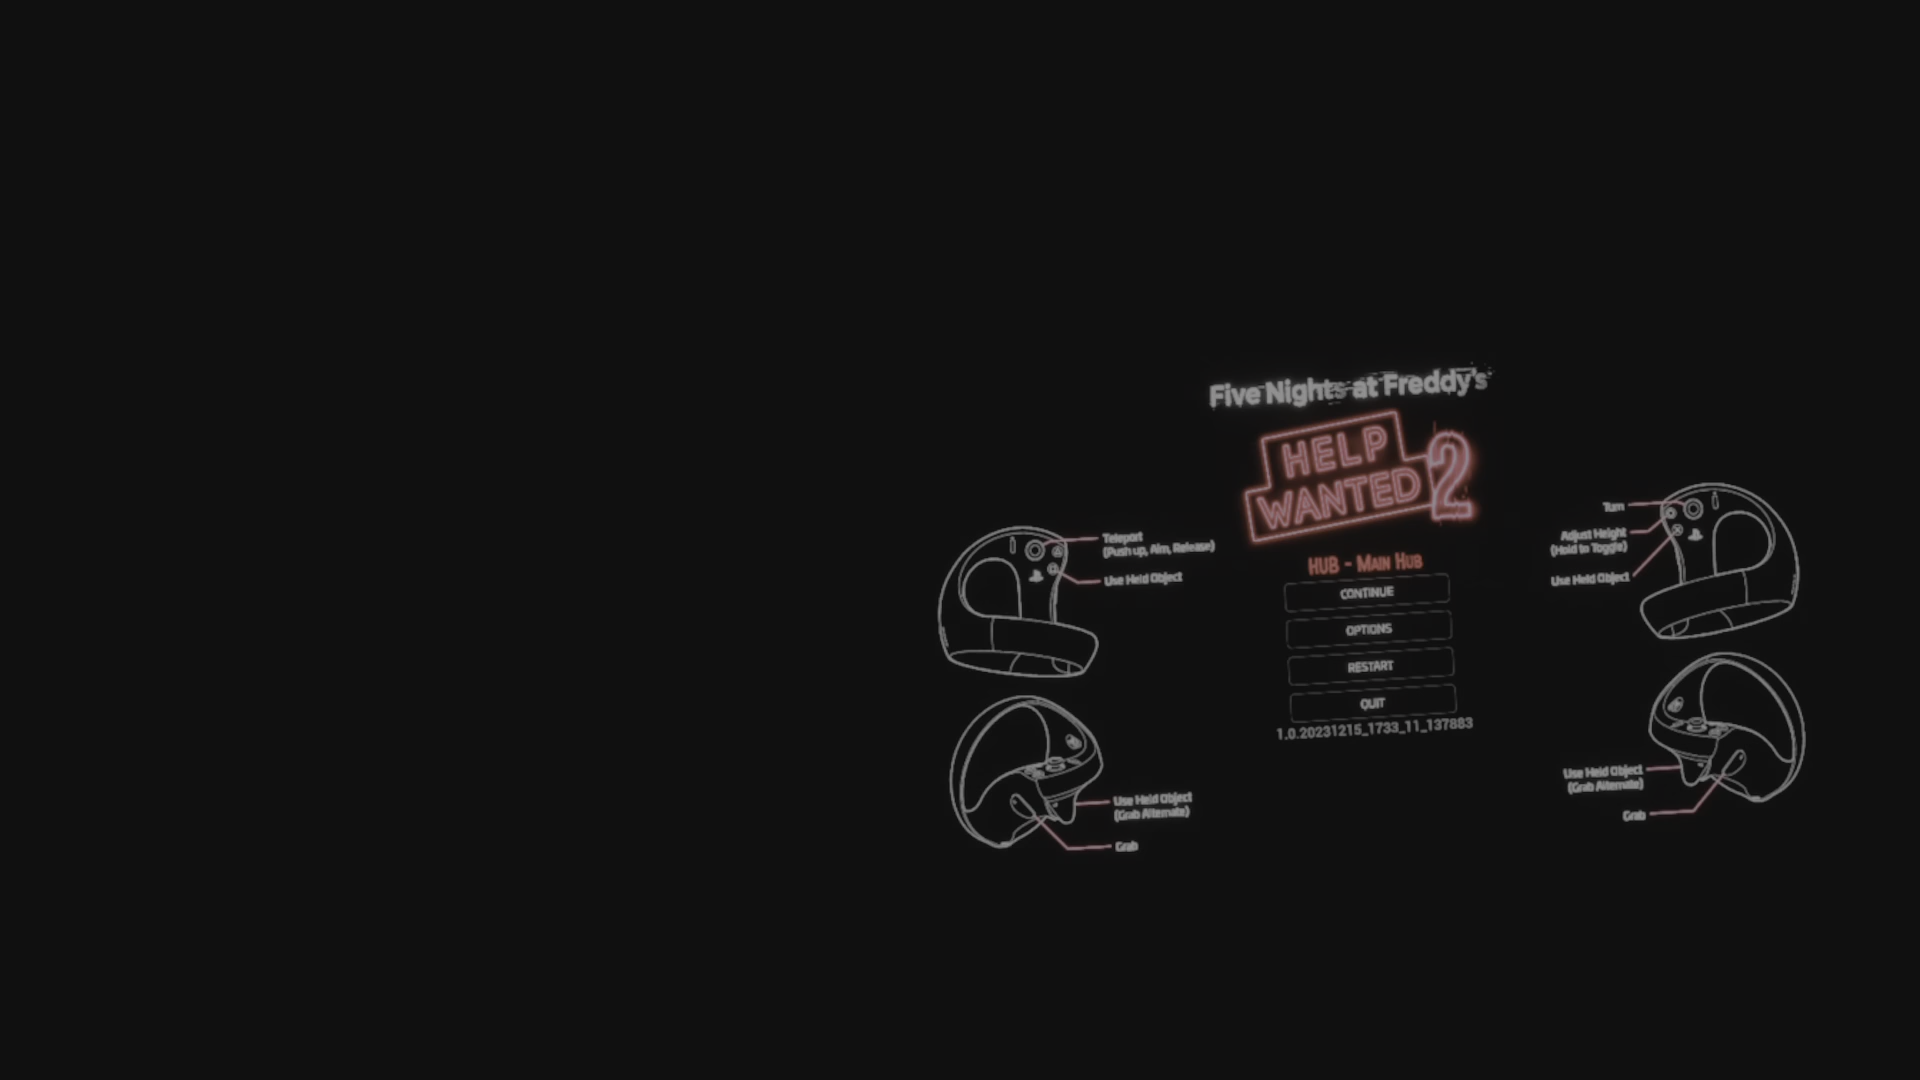 Five Nights at Freddy's
HELP
WANTED 2
HUB - MAIN HUB
CONTINUE
OPTIONS
RESTART
QUIT
1.0.20231215_1733_11_137883
Teleport
(Push up, Aim, Release)
Use Held Object
Use Held Object
(Grab Alternate)
Grab
Turn
Adjust Height
(Hold to Toggle)
Use Held Object
Use Held Object
(Grab Alternate)
Grab